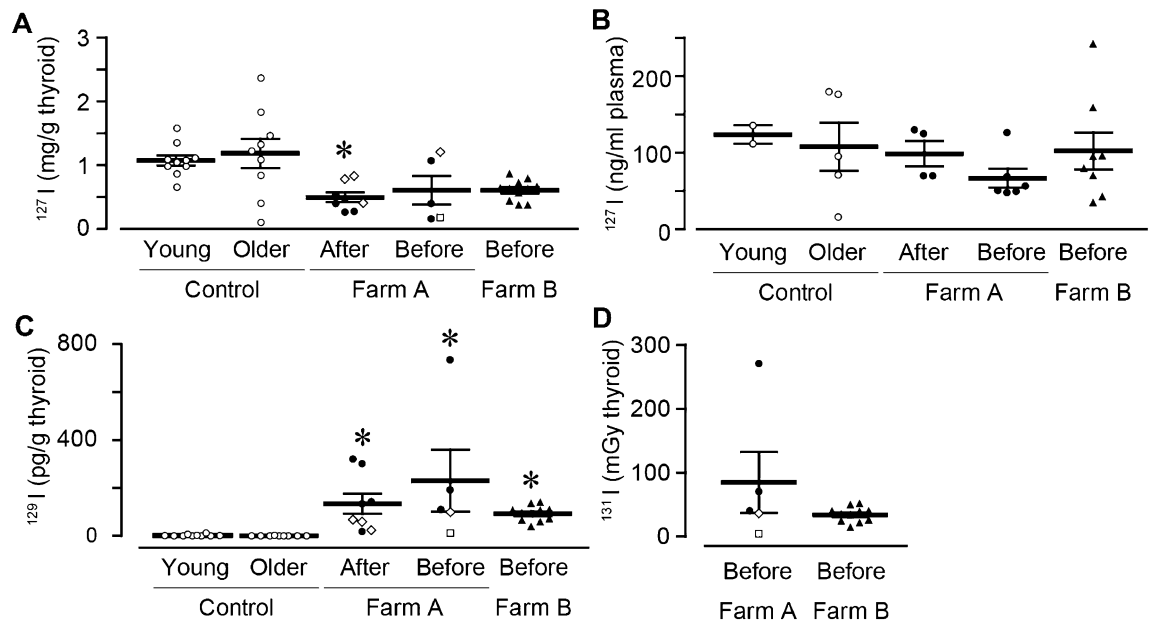 A
127 I (mg/g thyroid)
3
2
1
0
*
Young Older After Before Before
Control Farm A Farm B
B
127 I (ng/ml plasma)
200
100
0
Young Older After Before Before
Control Farm A Farm B
C
129 I (pg/g thyroid)
800
400
0
* * *
Young Older After Before Before
Control Farm A Farm B
D
131 I (mGy thyroid)
300
200
100
0
Before Before
Farm A Farm B